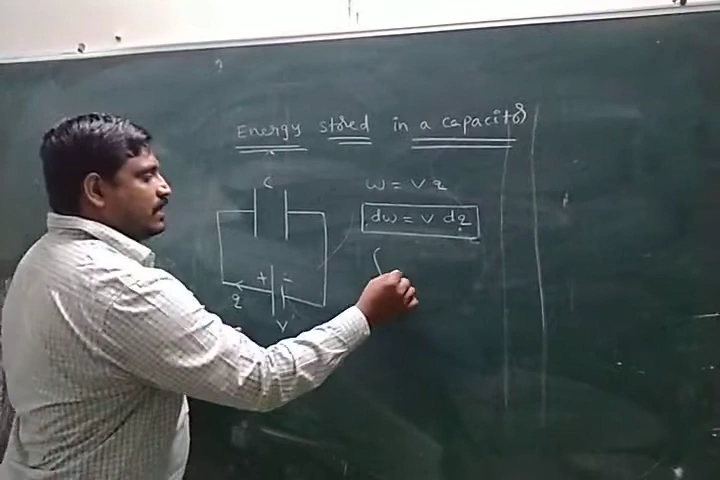 Energy stored in a capacitor
C
w = v q
dw = v dq
+ -
q
V
∫